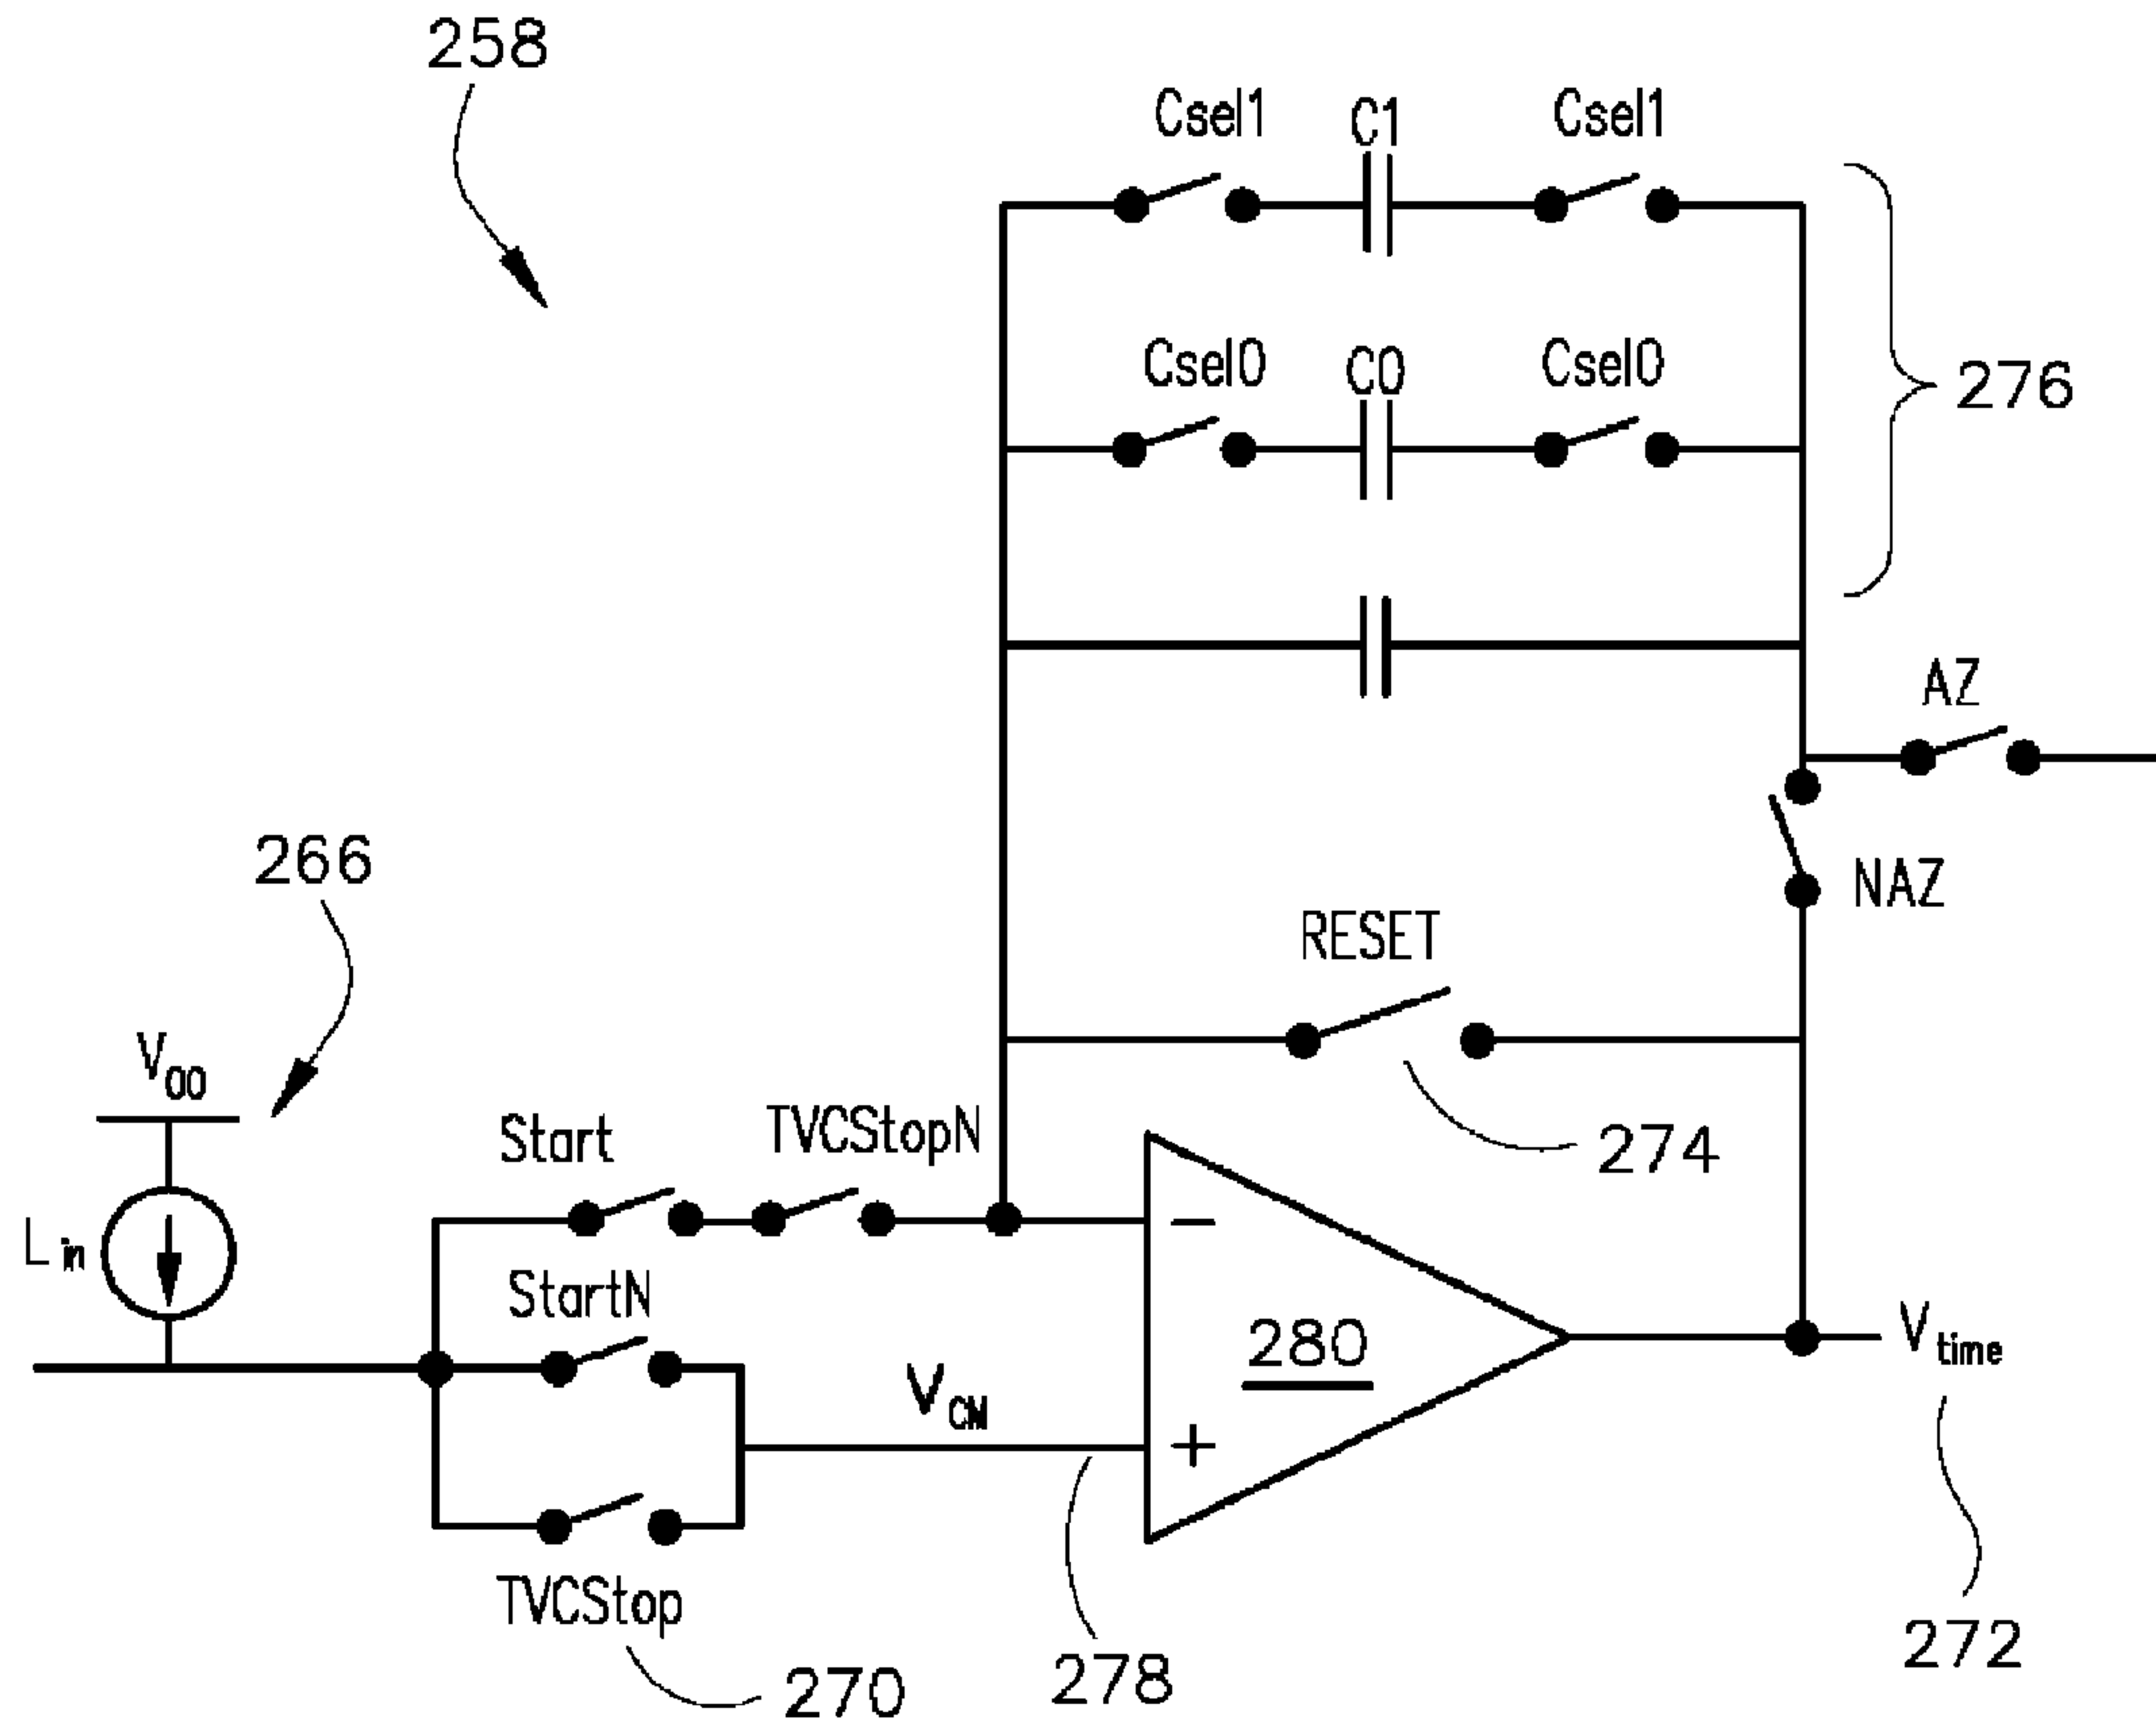 258
Csel1 C1 Csel1
Csel0 C0 Csel0
276
AZ
NAZ
266
RESET
274
VDD
Start TVCStopN
Lin
StartN
280
VCM
Vtime
TVCStop
270
278
272